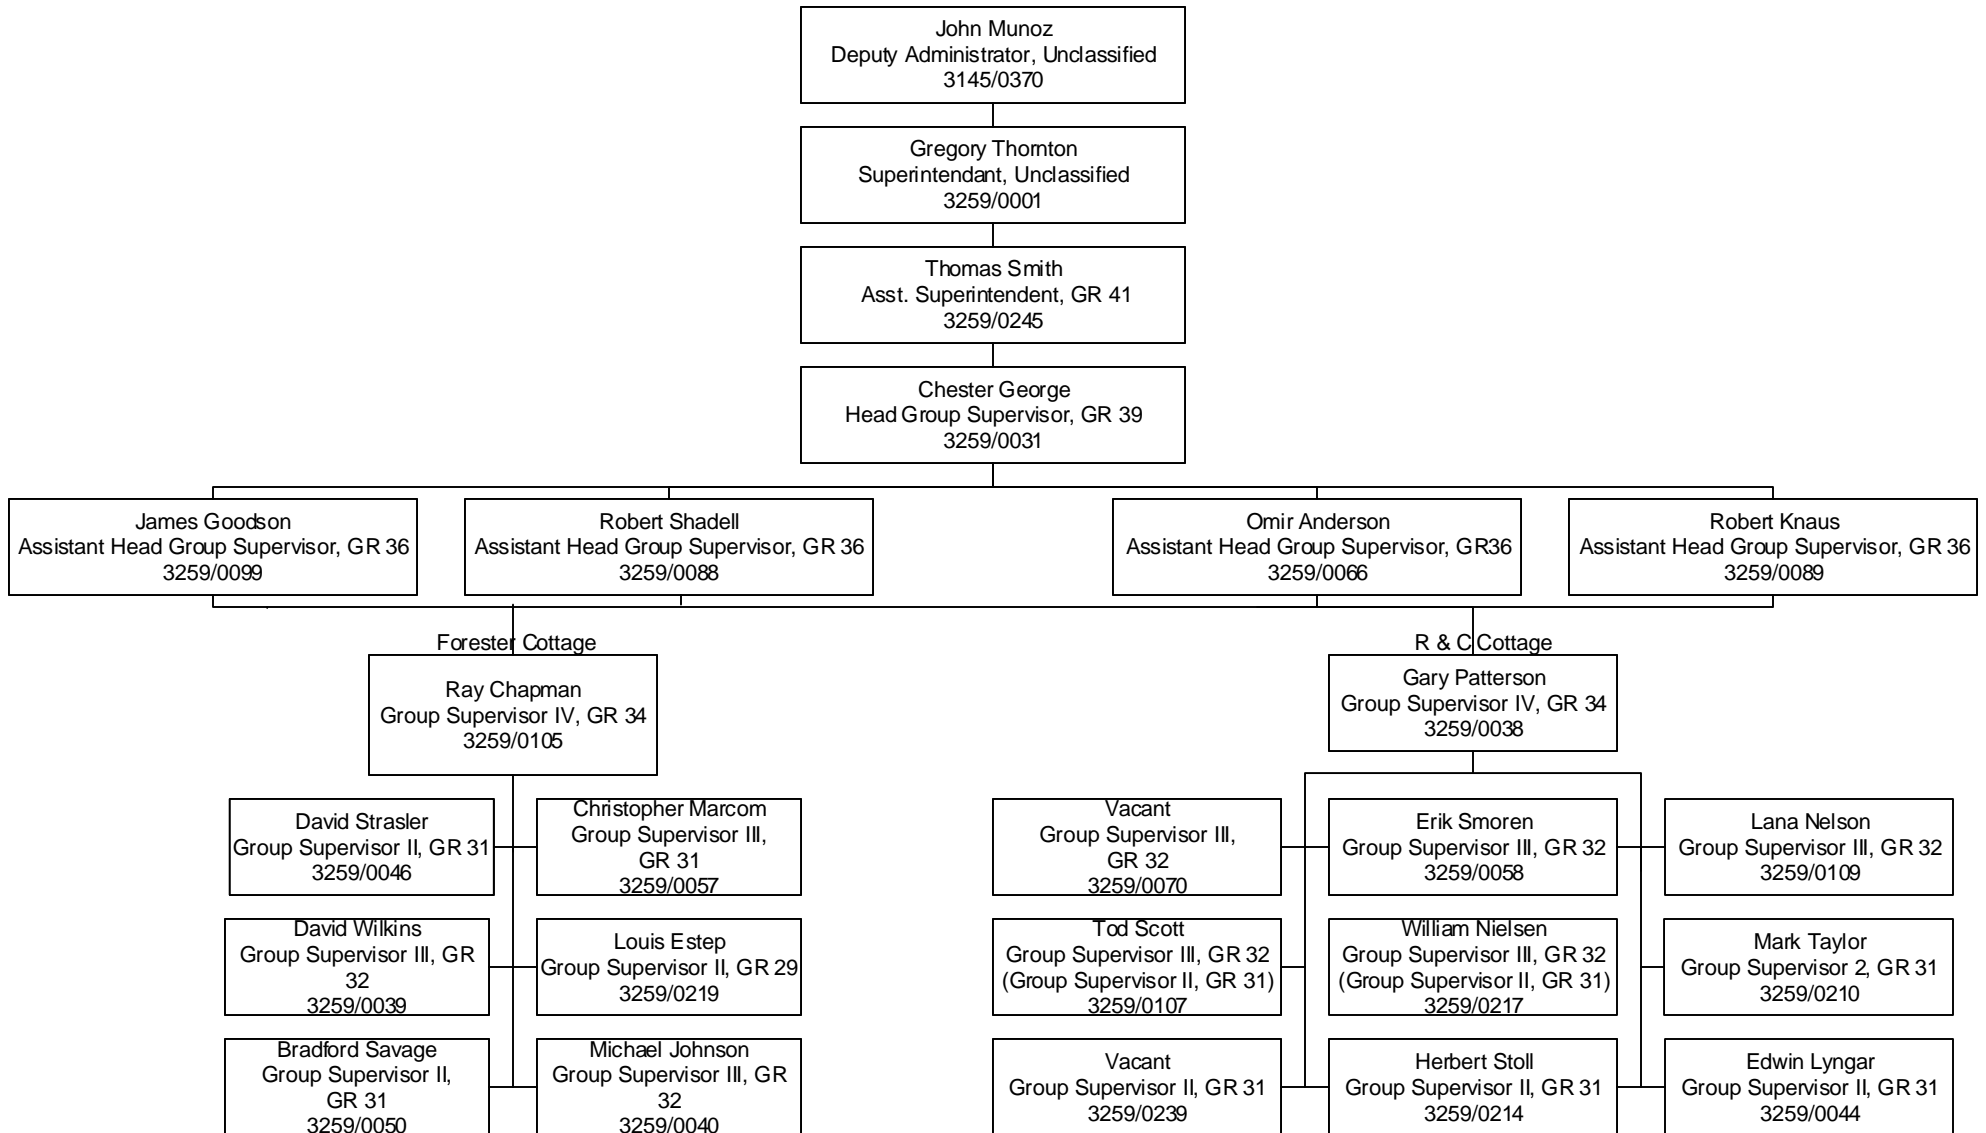 John Munoz
Deputy Administrator, Unclassified
3145/0370
Gregory Thornton
Superintendant, Unclassified
3259/0001
Thomas Smith
Asst. Superintendent, GR 41
3259/0245
Chester George
Head Group Supervisor, GR 39
3259/0031
James Goodson
Assistant Head Group Supervisor, GR 36
3259/0099
Robert Shadell
Assistant Head Group Supervisor, GR 36
3259/0088
Omir Anderson
Assistant Head Group Supervisor, GR36
3259/0066
Robert Knaus
Assistant Head Group Supervisor, GR 36
3259/0089
Forester Cottage
Ray Chapman
Group Supervisor IV, GR 34
3259/0105
R & C Cottage
Gary Patterson
Group Supervisor IV, GR 34
3259/0038
David Strasler
Group Supervisor II, GR 31
3259/0046
Christopher Marcom
Group Supervisor III,
GR 31
3259/0057
Vacant
Group Supervisor III,
GR 32
3259/0070
Erik Smoren
Group Supervisor III, GR 32
3259/0058
Lana Nelson
Group Supervisor III, GR 32
3259/0109
David Wilkins
Group Supervisor III, GR
32
3259/0039
Louis Estep
Group Supervisor II, GR 29
3259/0219
Tod Scott
Group Supervisor III, GR 32
(Group Supervisor II, GR 31)
3259/0107
William Nielsen
Group Supervisor III, GR 32
(Group Supervisor II, GR 31)
3259/0217
Mark Taylor
Group Supervisor 2, GR 31
3259/0210
Bradford Savage
Group Supervisor II,
GR 31
3259/0050
Michael Johnson
Group Supervisor III, GR
32
3259/0040
Vacant
Group Supervisor II, GR 31
3259/0239
Herbert Stoll
Group Supervisor II, GR 31
3259/0214
Edwin Lyngar
Group Supervisor II, GR 31
3259/0044